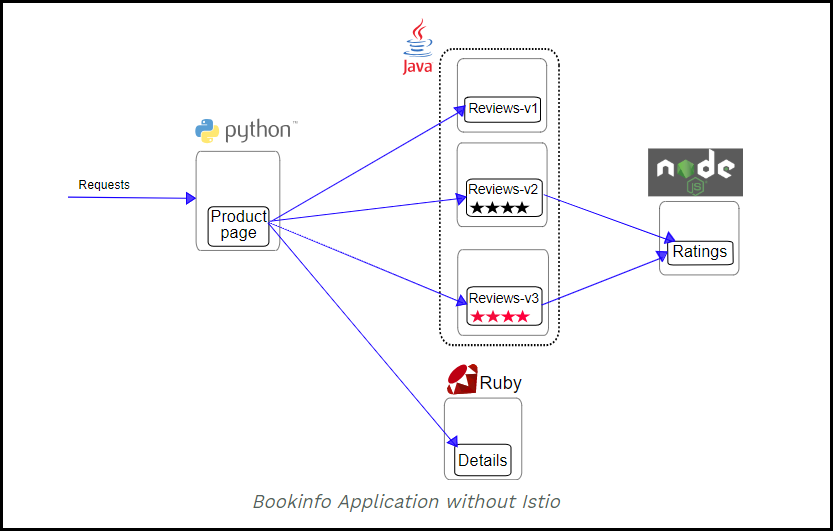 Java
Reviews-v1
python™
node
JS
Requests
Reviews-v2
Product
page
Ratings
Reviews-v3
Ruby
Details
Bookinfo Application without Istio